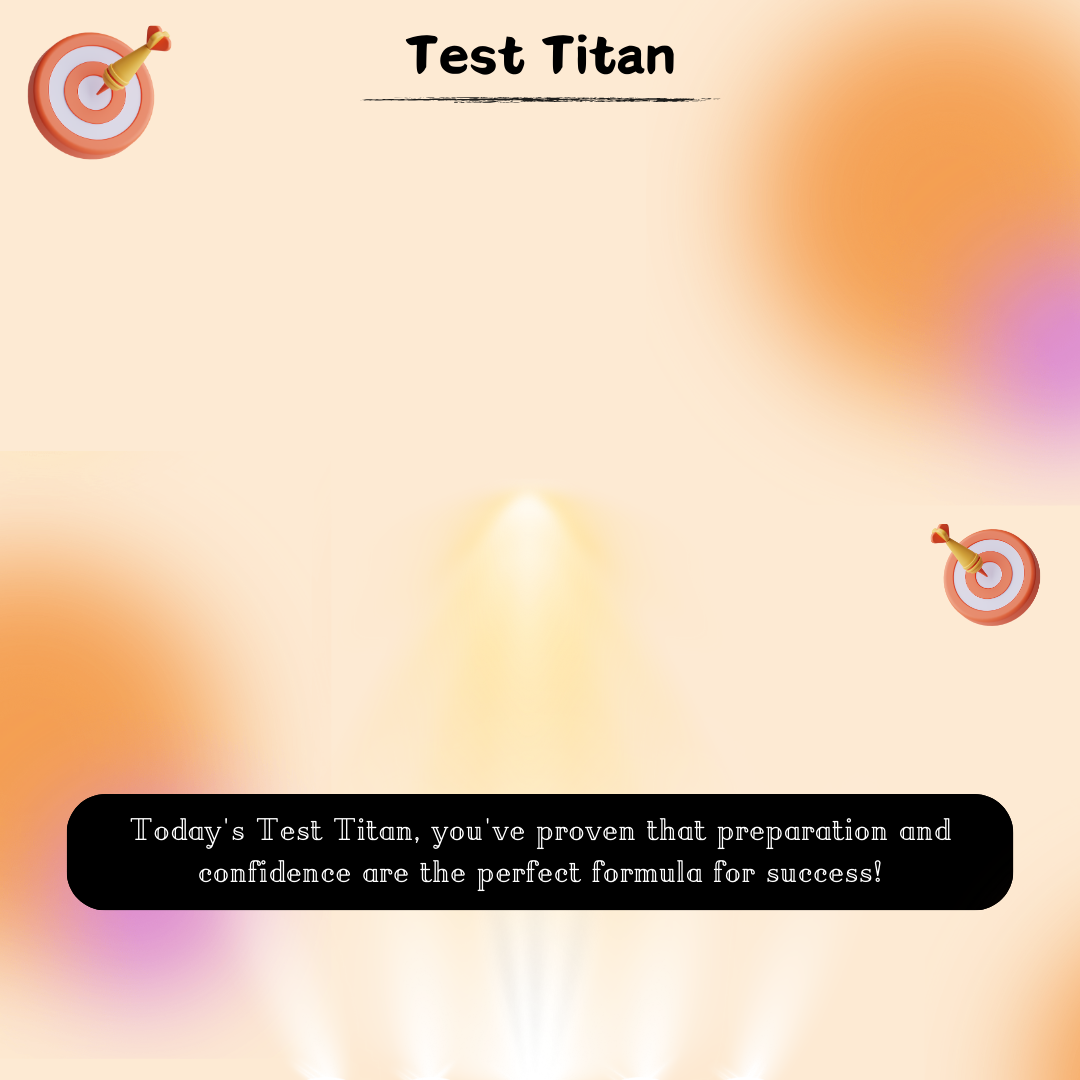 Test Titan
Today's Test Titan, you've proven that preparation and
confidence are the perfect formula for success!